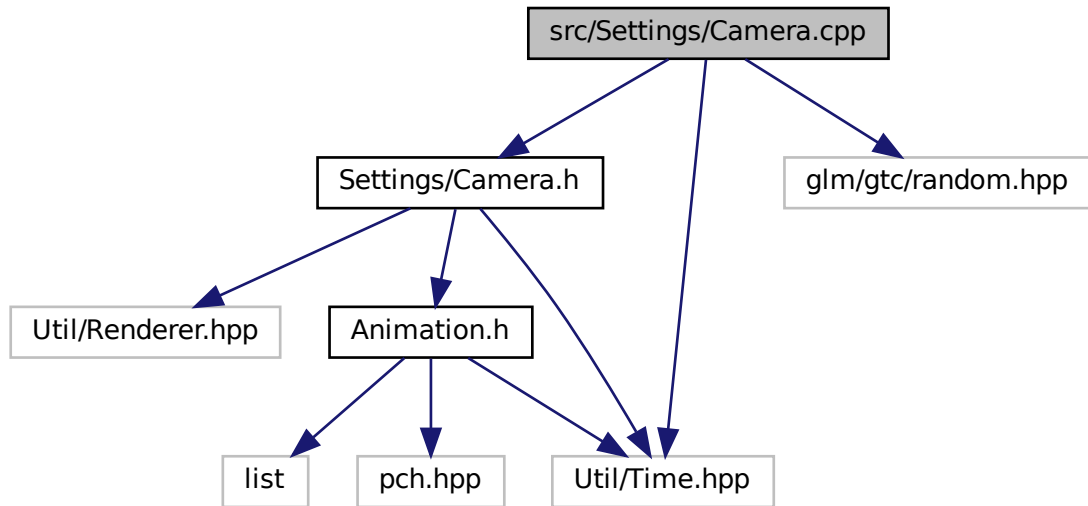 src/Settings/Camera.cpp
Settings/Camera.h
glm/gtc/random.hpp
Util/Renderer.hpp
Animation.h
list
pch.hpp
Util/Time.hpp